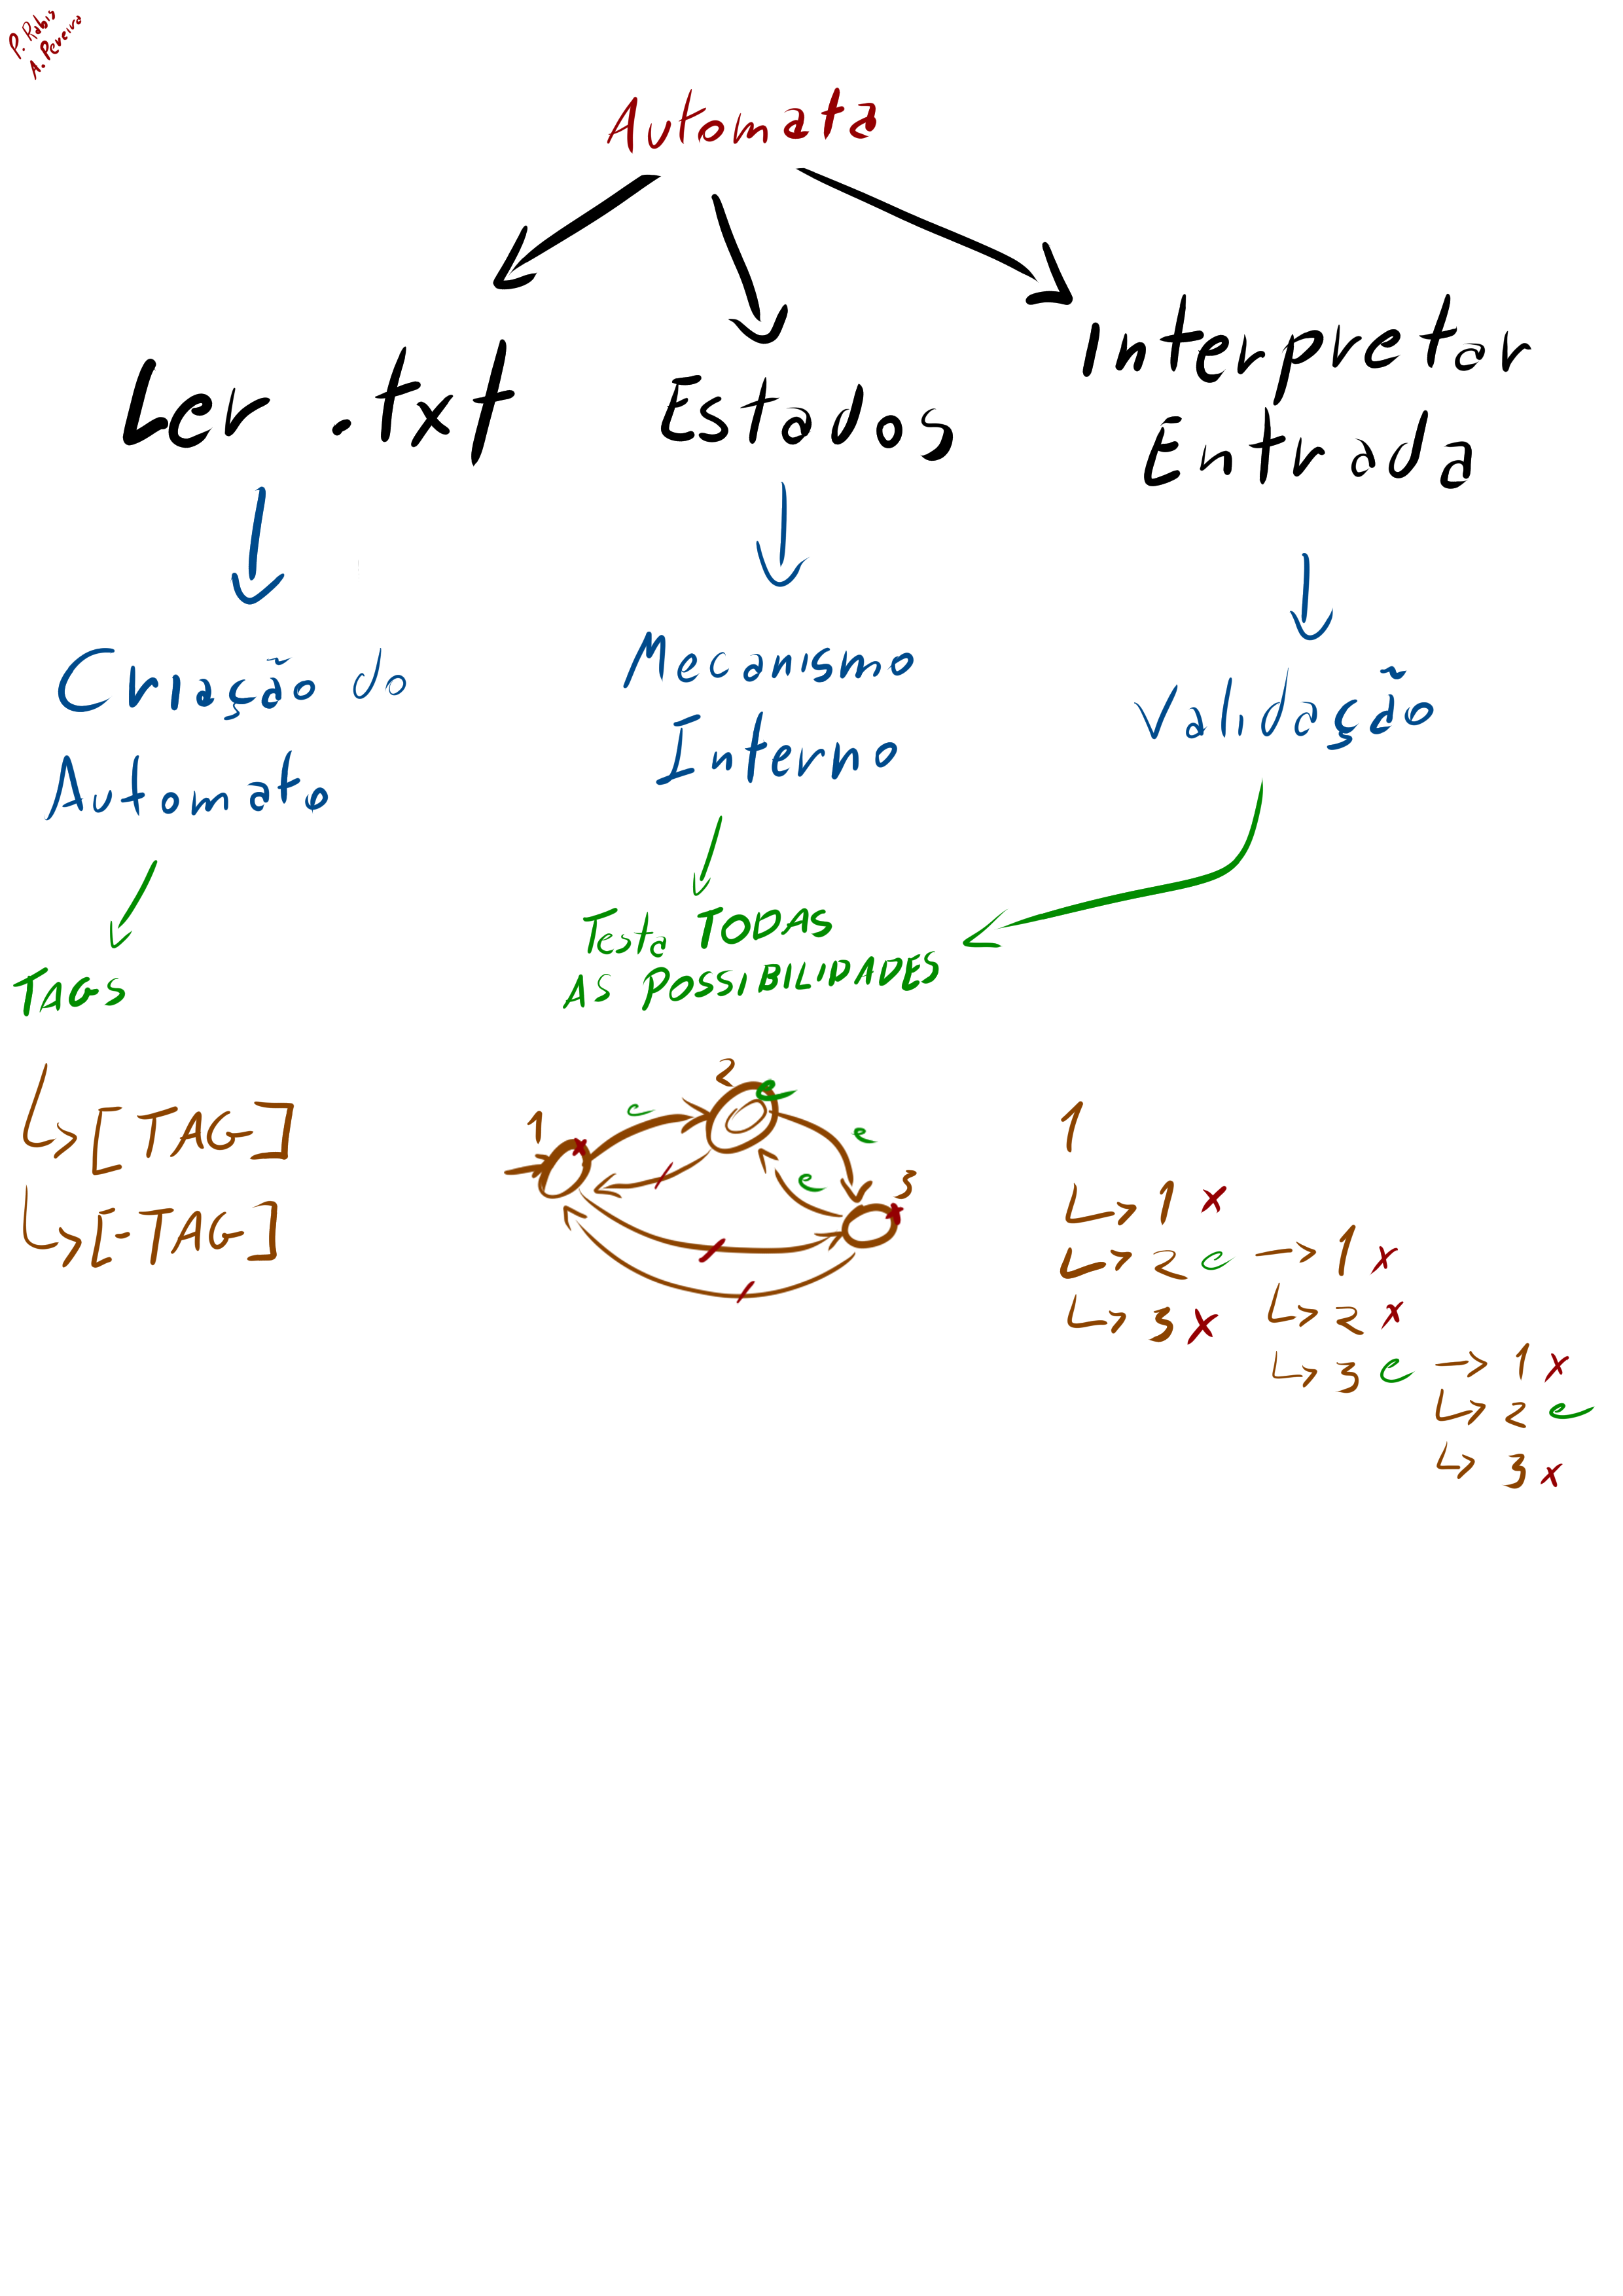 A. Pereira
Automata
Ler .txt
Estados
Interpretar
Entrada
Criação do
Automato
Mecanismo
Interno
Validação
Testa TODAS
AS POSSIBILIDADES
TAGS
[TAG]
[-TAG]
1
2
3
e
e
e
e
1
1 x
2 e → 1 x
3 x
2 x
3 e → 1 x
2 e
3 x